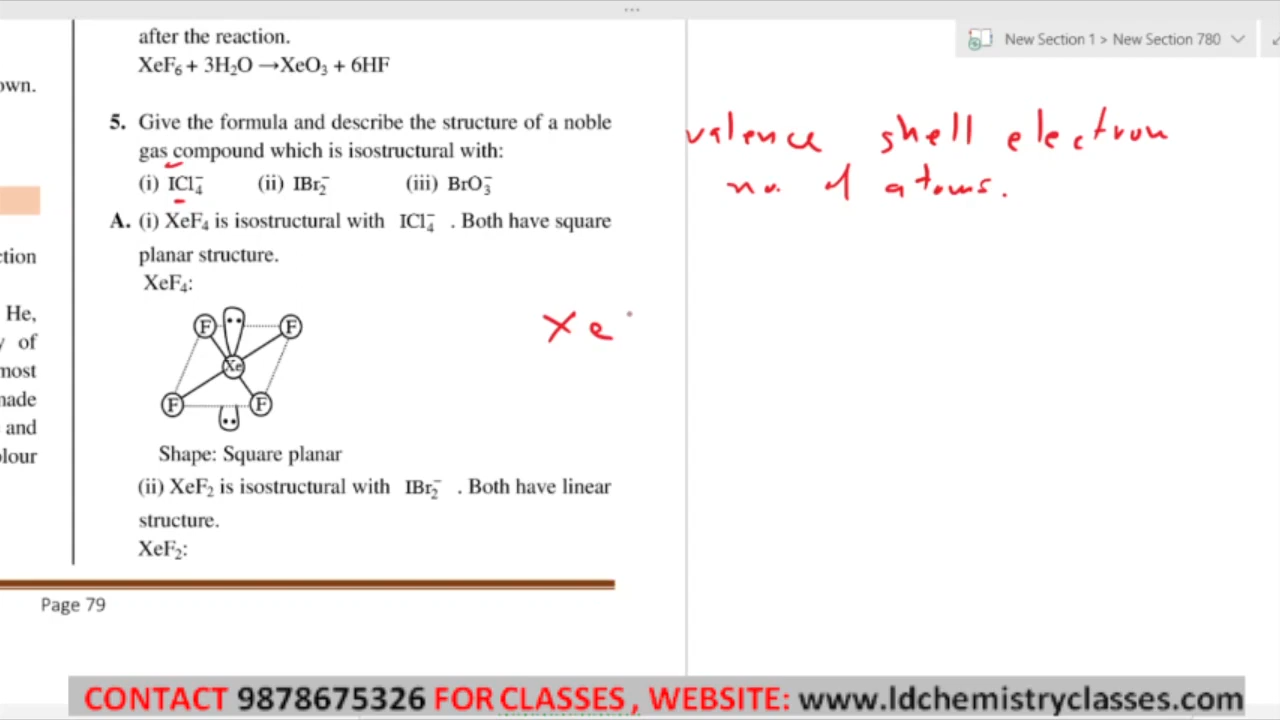 ...
New Section 1 > New Section 780
after the reaction.
XeF₆ + 3H₂O →XeO₃ + 6HF
own.
5. Give the formula and describe the structure of a noble
gas compound which is isostructural with:
(i) ICl₄⁻ (ii) IBr₂⁻ (iii) BrO₃⁻
A. (i) XeF₄ is isostructural with ICl₄⁻ . Both have square
planar structure.
XeF₄:
F F
Xe
F F
Shape: Square planar
(ii) XeF₂ is isostructural with IBr₂⁻ . Both have linear
structure.
XeF₂:
ction
He,
y of
most
made
and
olour
valence shell electron
no. of atoms.
Xe
Page 79
CONTACT 9878675326 FOR CLASSES , WEBSITE: www.ldchemistryclasses.com